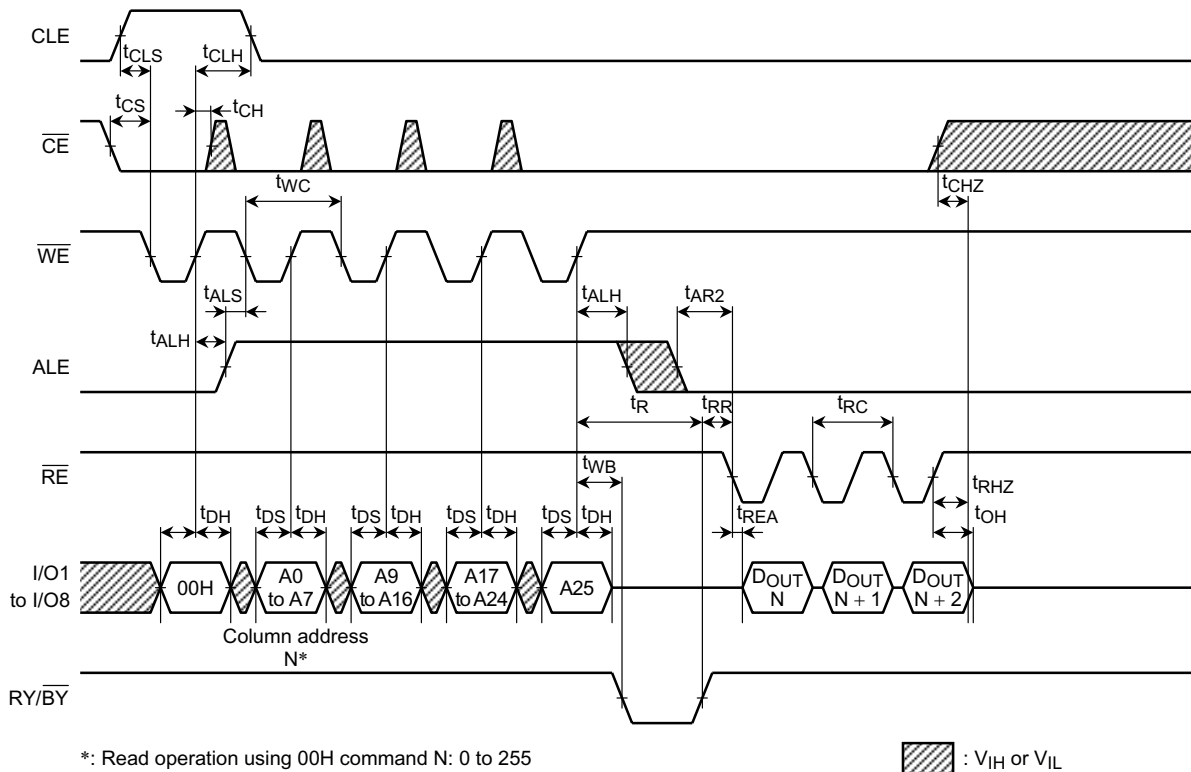 CLE
tCLS
tCLH
tCS
tCH
CE
tWC
tCHZ
WE
tALS
tALH
tAR2
tALH
ALE
tR
tRR
tRC
RE
tWB
tRHZ
tREA
tOH
tDH
tDS
tDH
tDS
tDH
tDS
tDH
tDS
tDH
I/O1
to I/O8
00H
A0
to A7
A9
to A16
A17
to A24
A25
DOUT
N
DOUT
N + 1
DOUT
N + 2
Column address
N*
RY/BY
*: Read operation using 00H command N: 0 to 255
: VIH or VIL